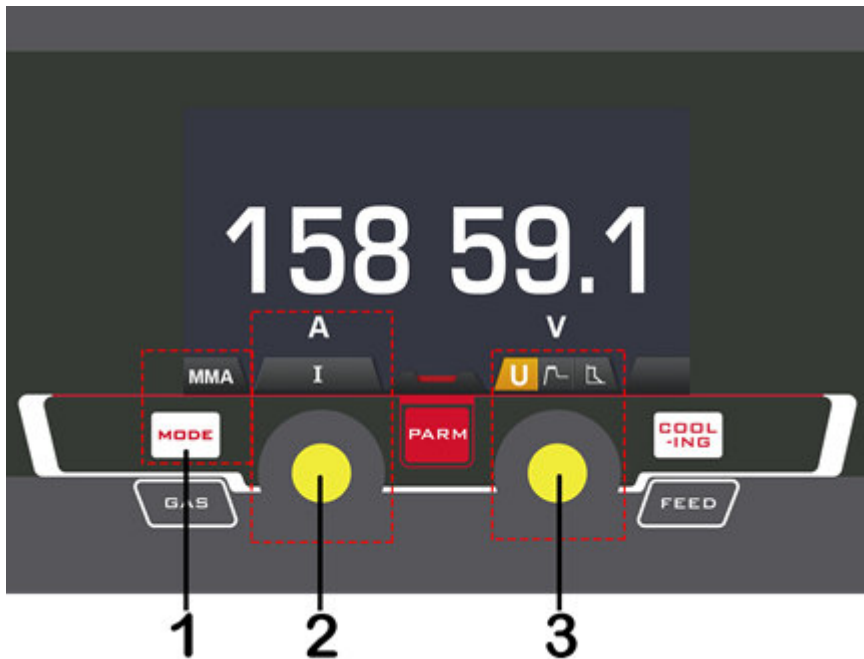 158 59.1
A V
MMA I U
MODE PARM COOL
-ING
GAS FEED
1 2 3